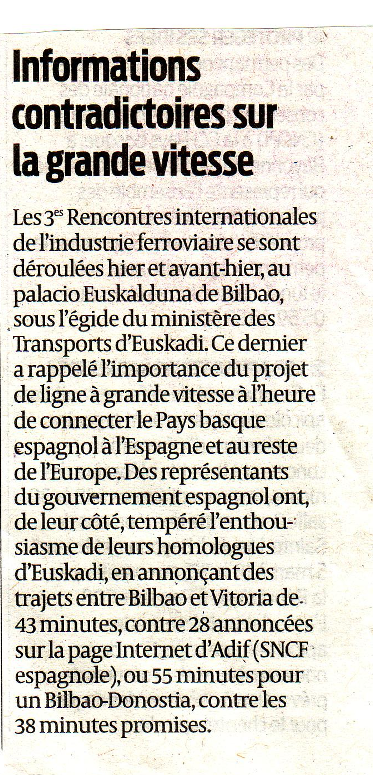 Informations
contradictoires sur
la grande vitesse
Les 3es Rencontres internationales
de l'industrie ferroviaire se sont
déroulées hier et avant-hier, au
palacio Euskalduna de Bilbao,
sous l'égide du ministère des
Transports d'Euskadi. Ce dernier
a rappelé l'importance du projet
de ligne à grande vitesse à l'heure
de connecter le Pays basque
espagnol à l'Espagne et au reste
de l'Europe. Des représentants
du gouvernement espagnol ont,
de leur côté, tempéré l'enthou-
siasme de leurs homologues
d'Euskadi, en annonçant des
trajets entre Bilbao et Vitoria de
43 minutes, contre 28 annoncées
sur la page Internet d'Adif (SNCF
espagnole), ou 55 minutes pour
un Bilbao-Donostia, contre les
38 minutes promises.